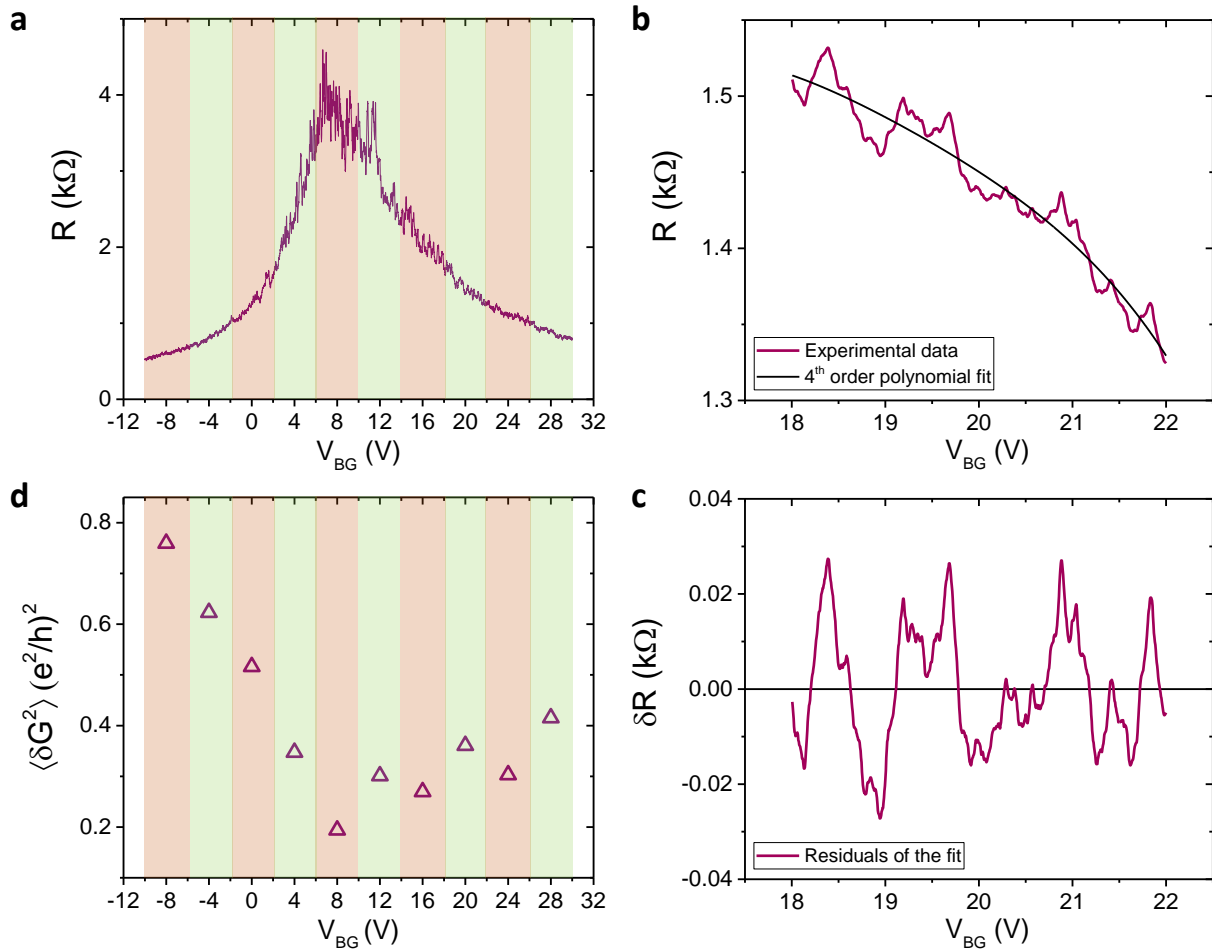 a
R (kΩ)
4
2
0
-12 -8 -4 0 4 8 12 16 20 24 28 32
V_BG (V)
b
R (kΩ)
1.5
1.4
1.3
Experimental data
4th order polynomial fit
18 19 20 21 22
V_BG (V)
d
⟨δG²⟩ (e²/h)²
0.8
0.6
0.4
0.2
-12 -8 -4 0 4 8 12 16 20 24 28 32
V_BG (V)
c
δR (kΩ)
0.04
0.02
0.00
-0.02
-0.04
Residuals of the fit
18 19 20 21 22
V_BG (V)